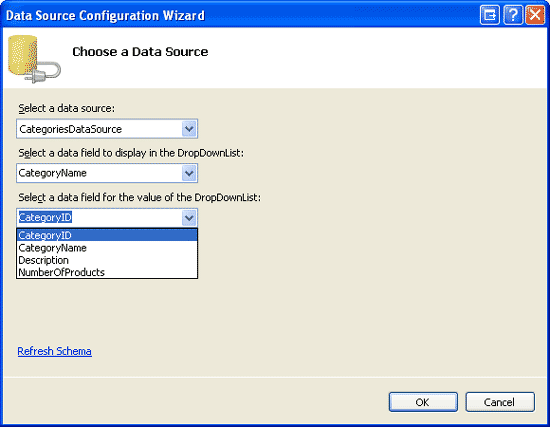 Data Source Configuration Wizard
Choose a Data Source
Select a data source:
CategoriesDataSource
Select a data field to display in the DropDownList:
CategoryName
Select a data field for the value of the DropDownList:
CategoryID
CategoryID
CategoryName
Description
NumberOfProducts
Refresh Schema
OK Cancel